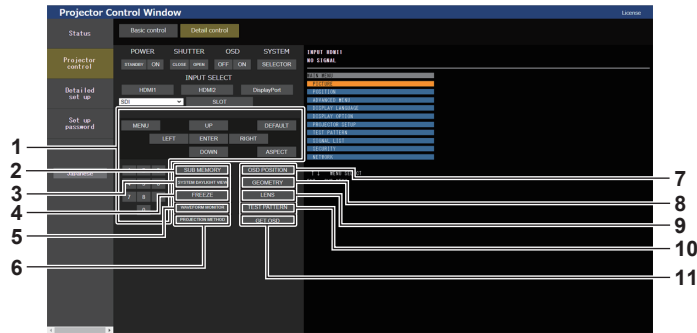 Projector Control Window
License
Status
Projector control
Detailed set up
Set up password
Japanese
Basic control
Detail control
POWER SHUTTER OSD SYSTEM
STANDBY ON CLOSE OPEN OFF ON SELECTOR
INPUT SELECT
HDMI1 HDMI2 DisplayPort
SDI SLOT
MENU UP DEFAULT
LEFT ENTER RIGHT
DOWN ASPECT
SUB MEMORY OSD POSITION
SYSTEM DAYLIGHT VIEW GEOMETRY
FREEZE LENS
WAVEFORM MONITOR TEST PATTERN
PROJECTION METHOD GET OSD
7 8
INPUT HDMI1
NO SIGNAL
MAIN MENU
PICTURE
POSITION
ADVANCED MENU
DISPLAY LANGUAGE
DISPLAY OPTION
PROJECTOR SETUP
TEST PATTERN
SIGNAL LIST
SECURITY
NETWORK
MENU SELECT
1
2
3
4
5
6
7
8
9
10
11